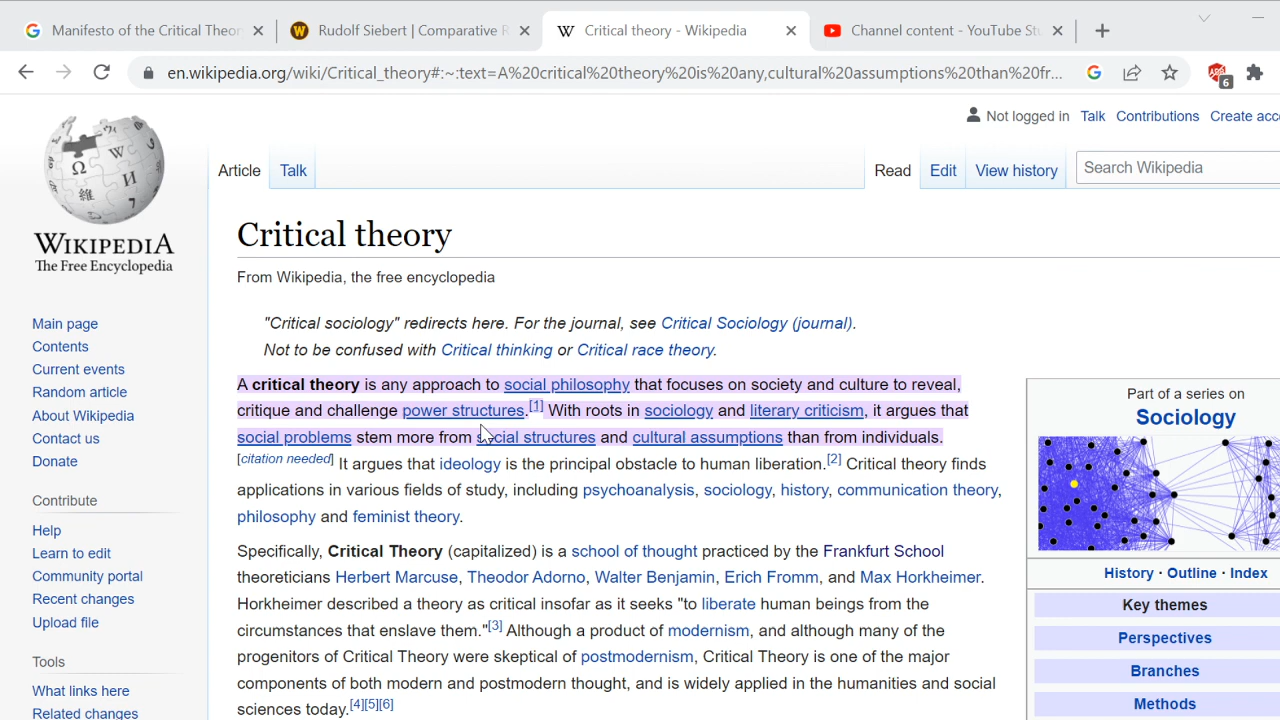 Manifesto of the Critical Theor
Rudolf Siebert | Comparative R
Critical theory - Wikipedia
Channel content - YouTube Stu
en.wikipedia.org/wiki/Critical_theory#:~:text=A%20critical%20theory%20is%20any,cultural%20assumptions%20than%20fr...
6
Not logged in Talk Contributions Create acc
Article Talk Read Edit View history Search Wikipedia
WIKIPEDIA
The Free Encyclopedia
Main page
Contents
Current events
Random article
About Wikipedia
Contact us
Donate
Contribute
Help
Learn to edit
Community portal
Recent changes
Upload file
Tools
What links here
Related changes
Critical theory
From Wikipedia, the free encyclopedia
"Critical sociology" redirects here. For the journal, see Critical Sociology (journal).
Not to be confused with Critical thinking or Critical race theory.
A critical theory is any approach to social philosophy that focuses on society and culture to reveal,
critique and challenge power structures.[1] With roots in sociology and literary criticism, it argues that
social problems stem more from social structures and cultural assumptions than from individuals.
[citation needed] It argues that ideology is the principal obstacle to human liberation.[2] Critical theory finds
applications in various fields of study, including psychoanalysis, sociology, history, communication theory,
philosophy and feminist theory.
Specifically, Critical Theory (capitalized) is a school of thought practiced by the Frankfurt School
theoreticians Herbert Marcuse, Theodor Adorno, Walter Benjamin, Erich Fromm, and Max Horkheimer.
Horkheimer described a theory as critical insofar as it seeks "to liberate human beings from the
circumstances that enslave them."[3] Although a product of modernism, and although many of the
progenitors of Critical Theory were skeptical of postmodernism, Critical Theory is one of the major
components of both modern and postmodern thought, and is widely applied in the humanities and social
sciences today.[4][5][6]
Part of a series on
Sociology
History · Outline · Index
Key themes
Perspectives
Branches
Methods